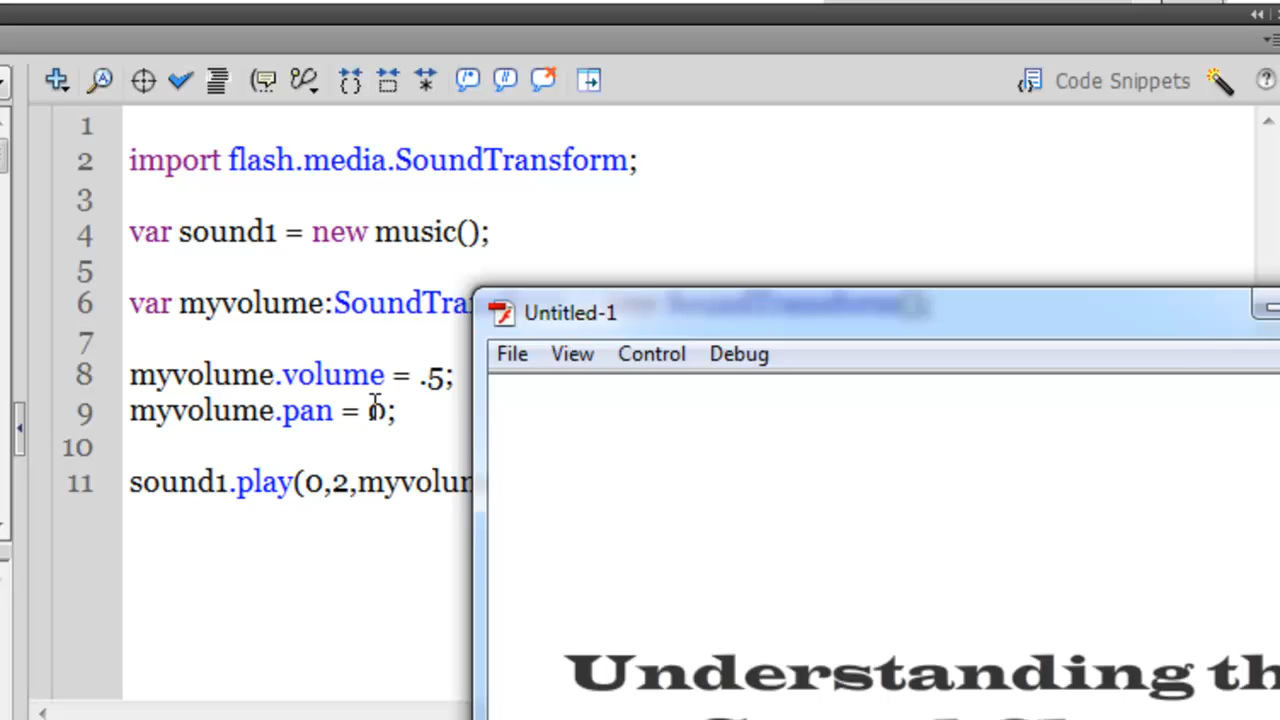 Code Snippets
1
2 import flash.media.SoundTransform;
3
4 var sound1 = new music();
5
6 var myvolume:SoundTra
7
8 myvolume.volume = .5;
9 myvolume.pan = 0;
10
11 sound1.play(0,2,myvolum
Untitled-1
File View Control Debug
Understanding th